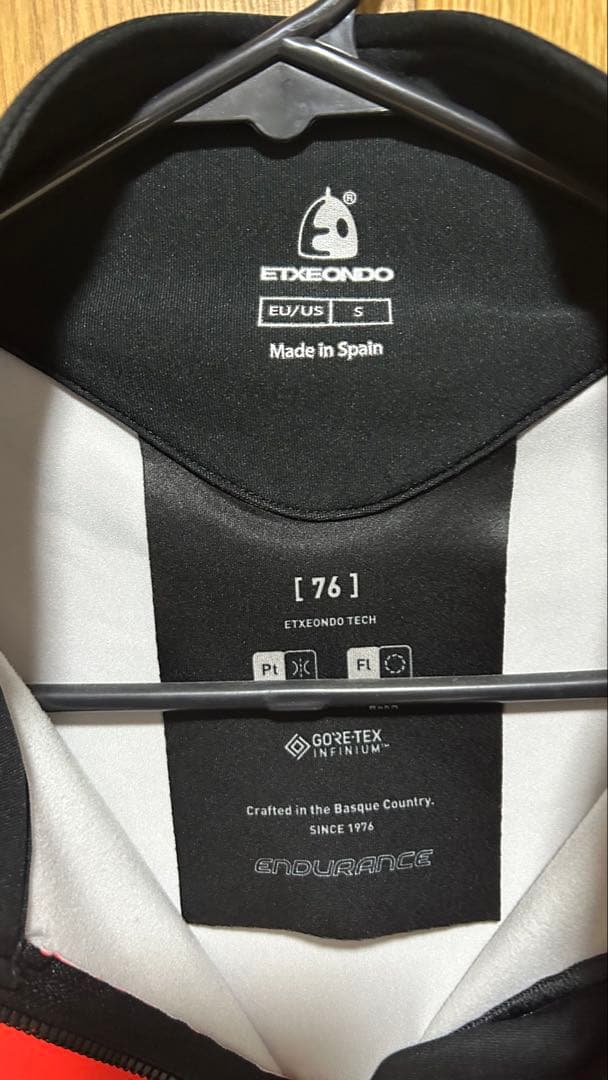 ®
ETXEONDO
EU/US S
Made in Spain
[ 76 ]
ETXEONDO TECH
Pt Fl
GORE-TEX
INFINIUM™
Crafted in the Basque Country.
SINCE 1976
ENDURANCE